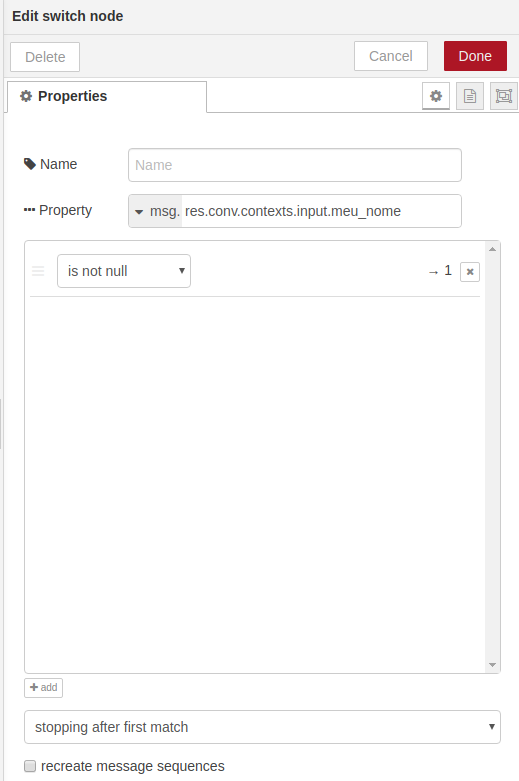 Edit switch node
Delete Cancel Done
Properties
Name Name
Property msg. res.conv.contexts.input.meu_nome
is not null → 1
add
stopping after first match
recreate message sequences